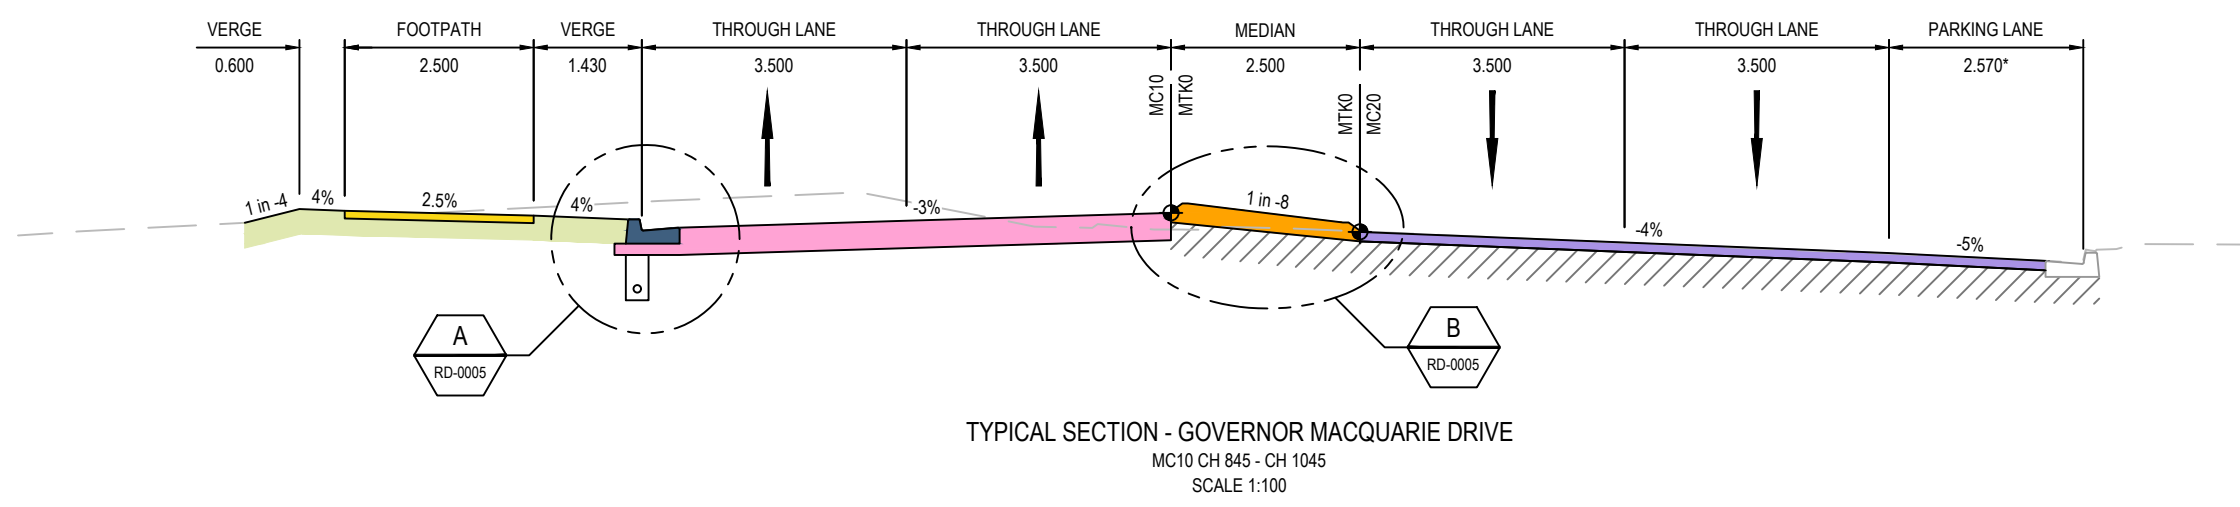 VERGE FOOTPATH VERGE THROUGH LANE THROUGH LANE MEDIAN THROUGH LANE THROUGH LANE PARKING LANE
0.600 2.500 1.430 3.500 3.500 2.500 3.500 3.500 2.570*
MC10
MTK0
MTK0
MC20
1 in -4 4% 2.5% 4% -3% 1 in -8 -4% -5%
A
RD-0005
B
RD-0005
TYPICAL SECTION - GOVERNOR MACQUARIE DRIVE
MC10 CH 845 - CH 1045
SCALE 1:100